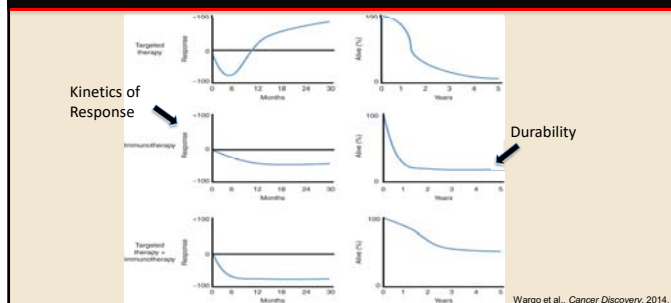 Kinetics of
Response
Durability
Targeted
therapy
Response
+100
0
-100
0
6
12
18
24
30
Months
Alive (%)
100
0
0
1
2
3
4
5
Years
Immunotherapy
Response
+100
0
-100
0
6
12
18
24
30
Months
Alive (%)
100
0
0
1
2
3
4
5
Years
Targeted
therapy +
immunotherapy
Response
+100
0
-100
0
6
12
18
24
30
Months
Alive (%)
100
0
0
1
2
3
4
5
Years
Wargo et al., Cancer Discovery, 2014.